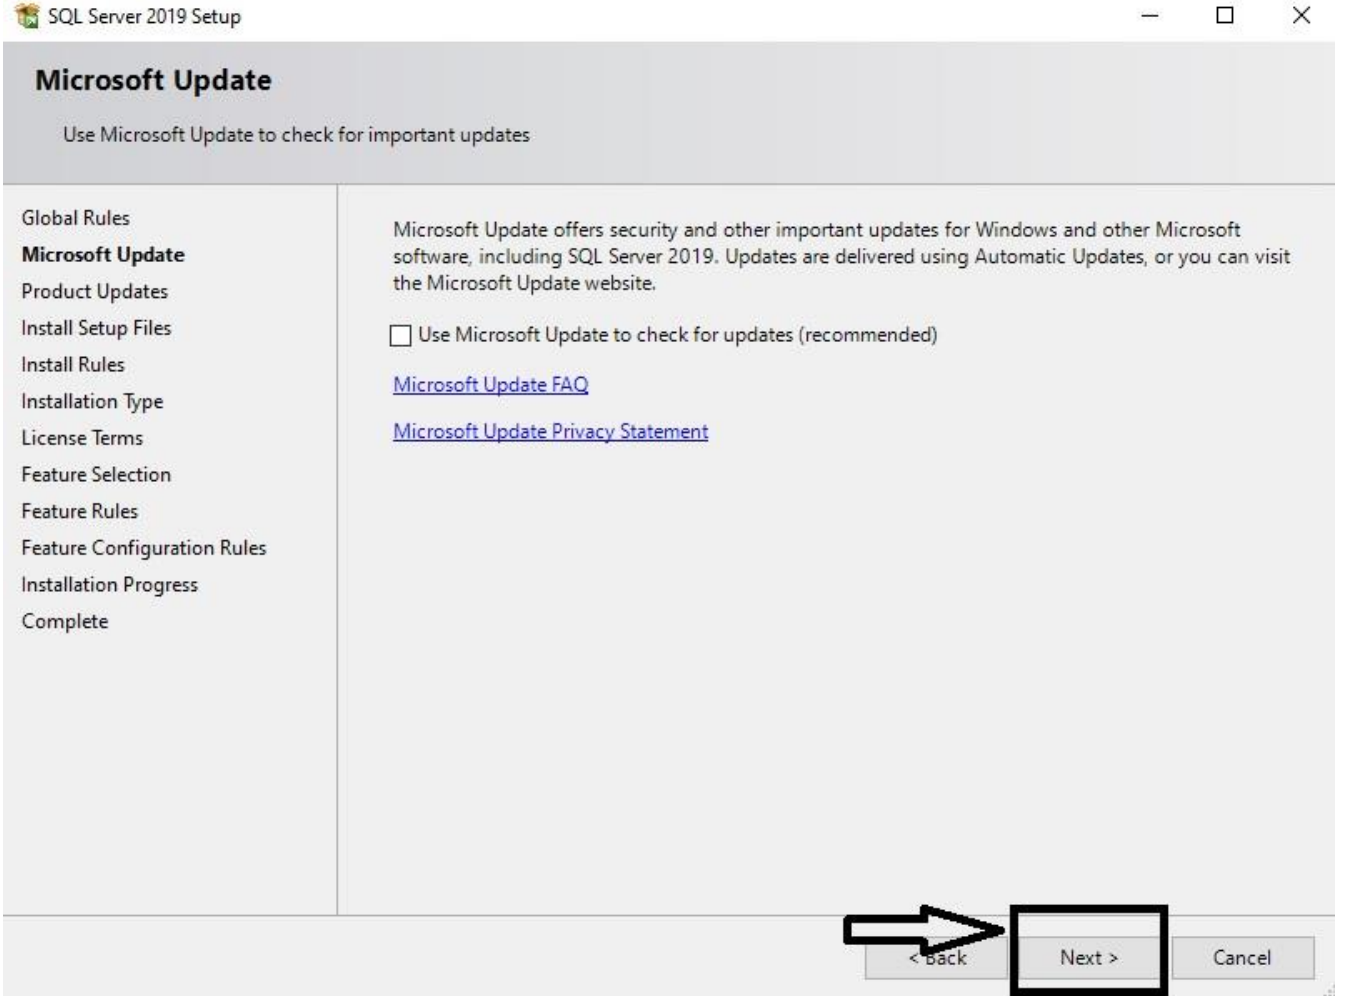 SQL Server 2019 Setup
Microsoft Update
Use Microsoft Update to check for important updates
Global Rules
Microsoft Update
Product Updates
Install Setup Files
Install Rules
Installation Type
License Terms
Feature Selection
Feature Rules
Feature Configuration Rules
Installation Progress
Complete
Microsoft Update offers security and other important updates for Windows and other Microsoft
software, including SQL Server 2019. Updates are delivered using Automatic Updates, or you can visit
the Microsoft Update website.
Use Microsoft Update to check for updates (recommended)
Microsoft Update FAQ
Microsoft Update Privacy Statement
< Back
Next >
Cancel